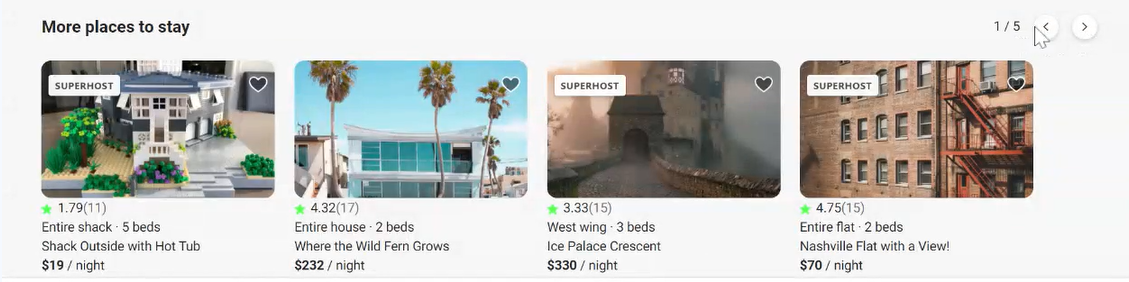 More places to stay
1 / 5
SUPERHOST
1.79(11)
Entire shack · 5 beds
Shack Outside with Hot Tub
$19 / night
4.32(17)
Entire house · 2 beds
Where the Wild Fern Grows
$232 / night
SUPERHOST
3.33(15)
West wing · 3 beds
Ice Palace Crescent
$330 / night
SUPERHOST
4.75(15)
Entire flat · 2 beds
Nashville Flat with a View!
$70 / night